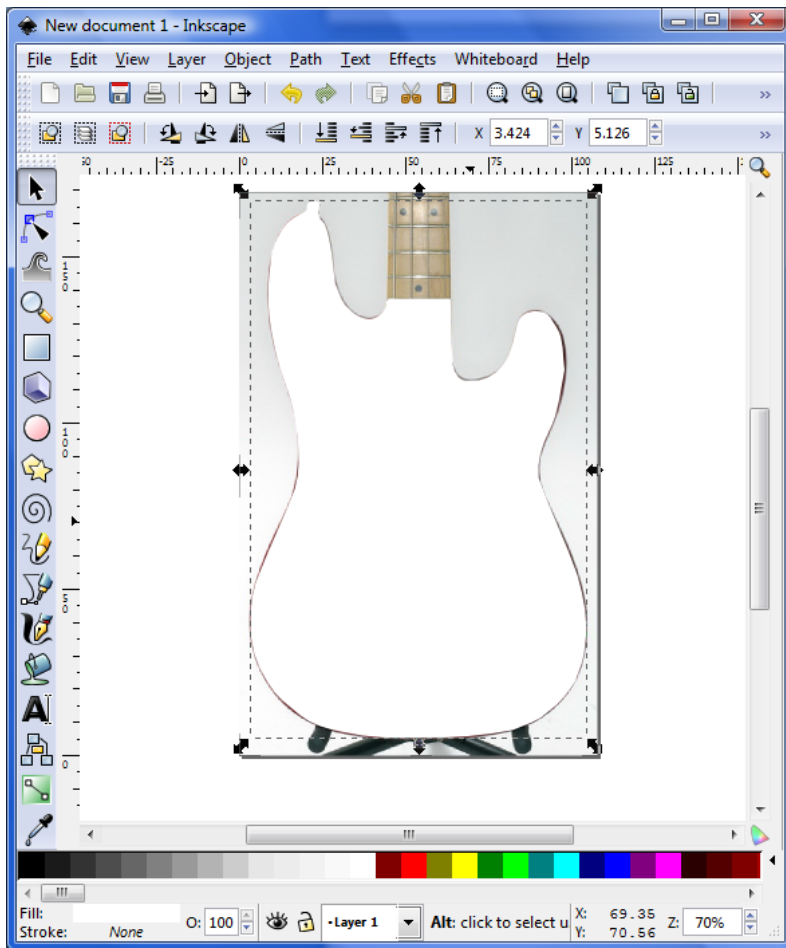 New document 1 - Inkscape
File Edit View Layer Object Path Text Effects Whiteboard Help
X 3.424 Y 5.126
50 -25 0 25 50 75 100 125
150
100
50
0
Fill: O: 100 Layer 1 Alt: click to select u X: 69.35 Z: 70%
Stroke: None Y: 70.56